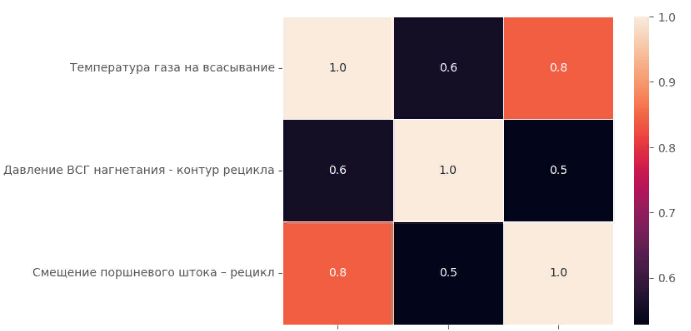 Температура газа на всасывание
1.0 0.6 0.8
Давление ВСГ нагнетания - контур рецикла
0.6 1.0 0.5
Смещение поршневого штока – рецикл
0.8 0.5 1.0
1.0
0.9
0.8
0.7
0.6